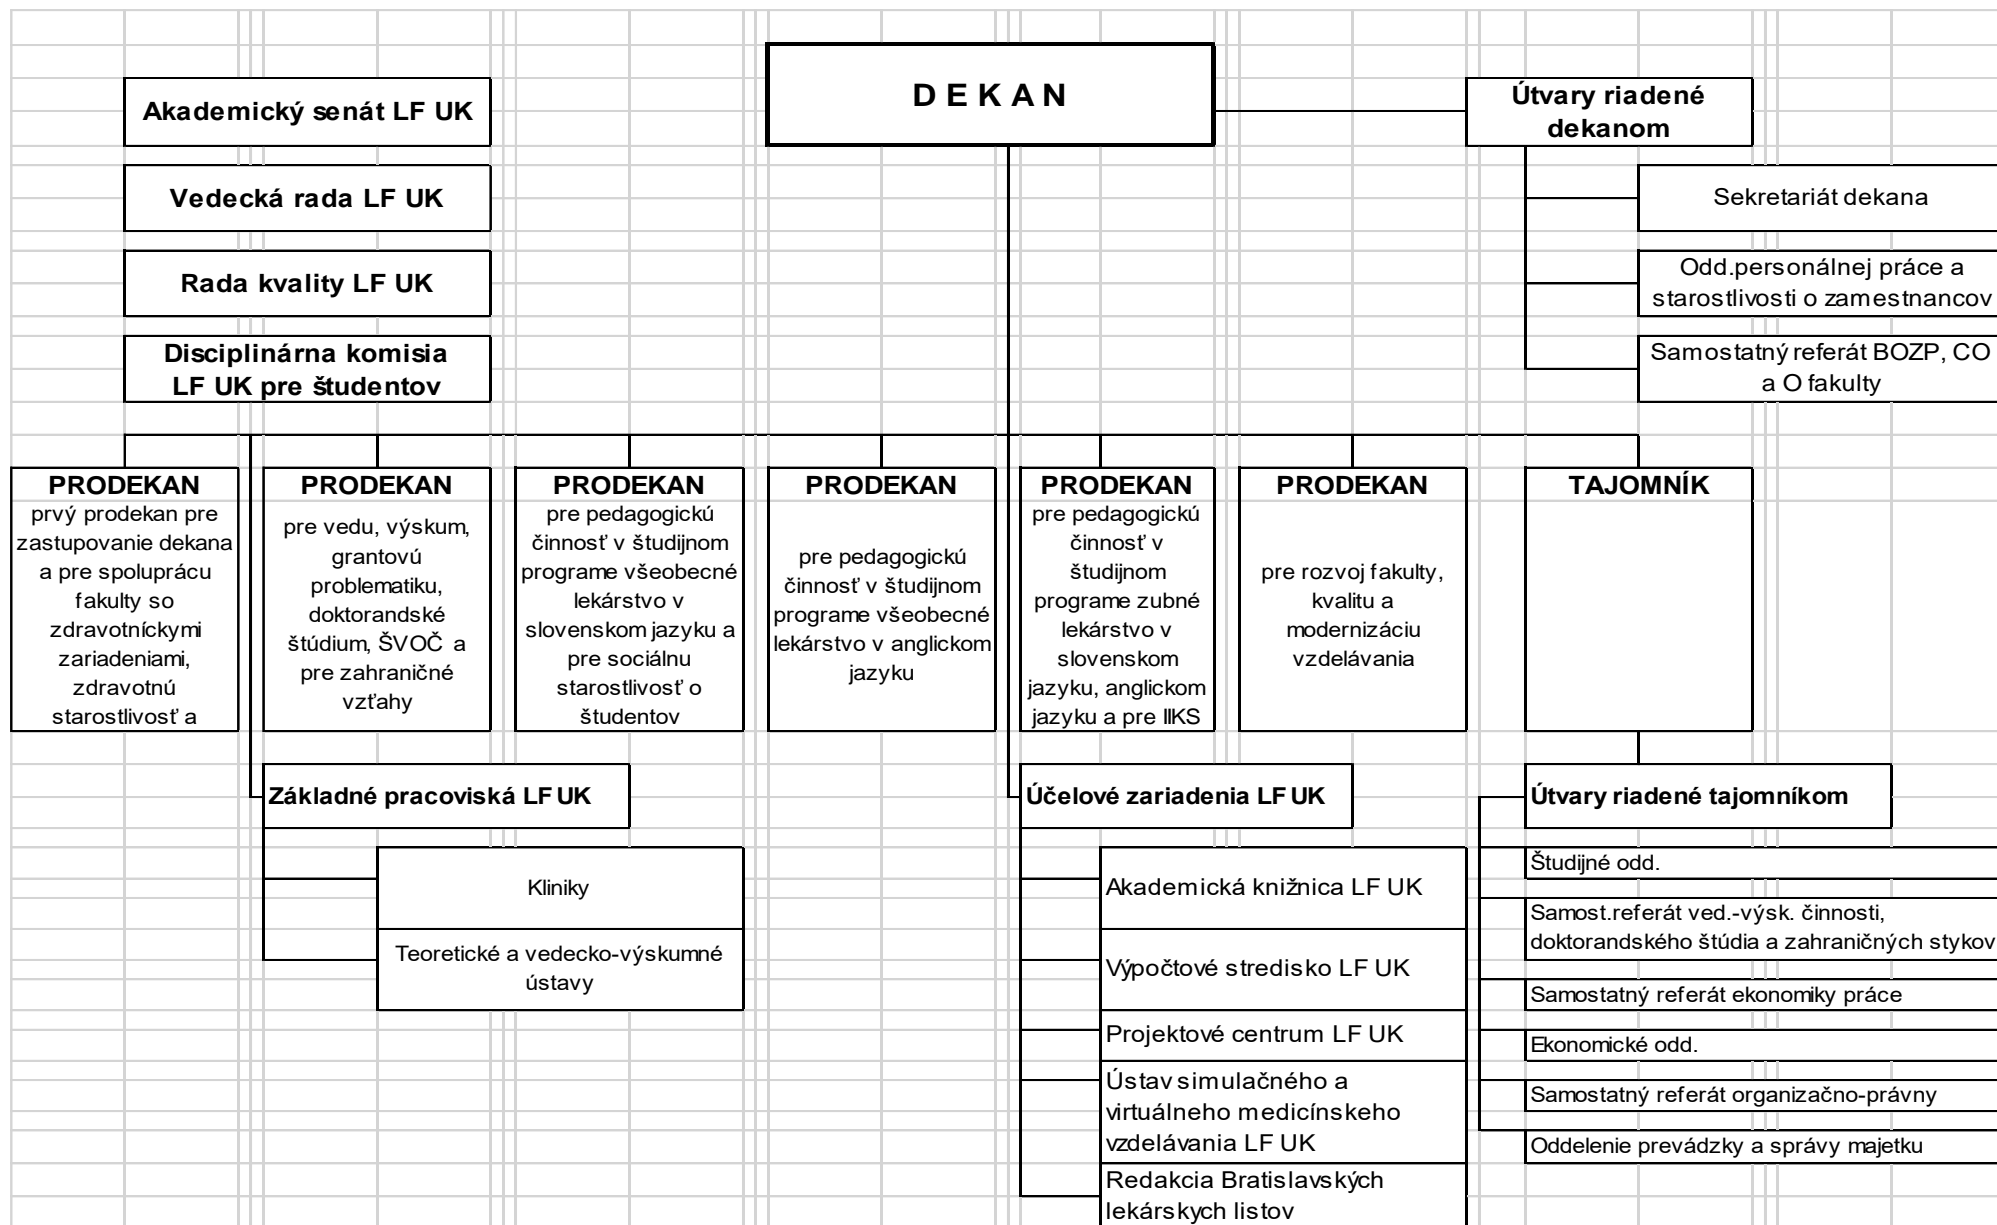 D E K A N
Akademický senát LF UK
Útvary riadené
dekanom
Vedecká rada LF UK
Sekretariát dekana
Rada kvality LF UK
Odd.personálnej práce a
starostlivosti o zamestnancov
Disciplinárna komisia
LF UK pre študentov
Samostatný referát BOZP, CO
a O fakulty
PRODEKAN
prvý prodekan pre
zastupovanie dekana
a pre spoluprácu
fakulty so
zdravotníckymi
zariadeniami,
zdravotnú
starostlivosť a
PRODEKAN
pre vedu, výskum,
grantovú
problematiku,
doktorandské
štúdium, ŠVOČ a
pre zahraničné
vzťahy
PRODEKAN
pre pedagogickú
činnosť v študijnom
programe všeobecné
lekárstvo v
slovenskom jazyku a
pre sociálnu
starostlivosť o
študentov
PRODEKAN
pre pedagogickú
činnosť v študijnom
programe všeobecné
lekárstvo v anglickom
jazyku
PRODEKAN
pre pedagogickú
činnosť v
študijnom
programe zubné
lekárstvo v
slovenskom
jazyku, anglickom
jazyku a pre IIKS
PRODEKAN
pre rozvoj fakulty,
kvalitu a
modernizáciu
vzdelávania
TAJOMNÍK
Základné pracoviská LF UK
Kliniky
Teoretické a vedecko-výskumné
ústavy
Účelové zariadenia LF UK
Akademická knižnica LF UK
Výpočtové stredisko LF UK
Projektové centrum LF UK
Ústav simulačného a
virtuálneho medicínskeho
vzdelávania LF UK
Redakcia Bratislavských
lekárskych listov
Útvary riadené tajomníkom
Študijné odd.
Samost.referát ved.-výsk. činnosti,
doktorandského štúdia a zahraničných stykov
Samostatný referát ekonomiky práce
Ekonomické odd.
Samostatný referát organizačno-právny
Oddelenie prevádzky a správy majetku